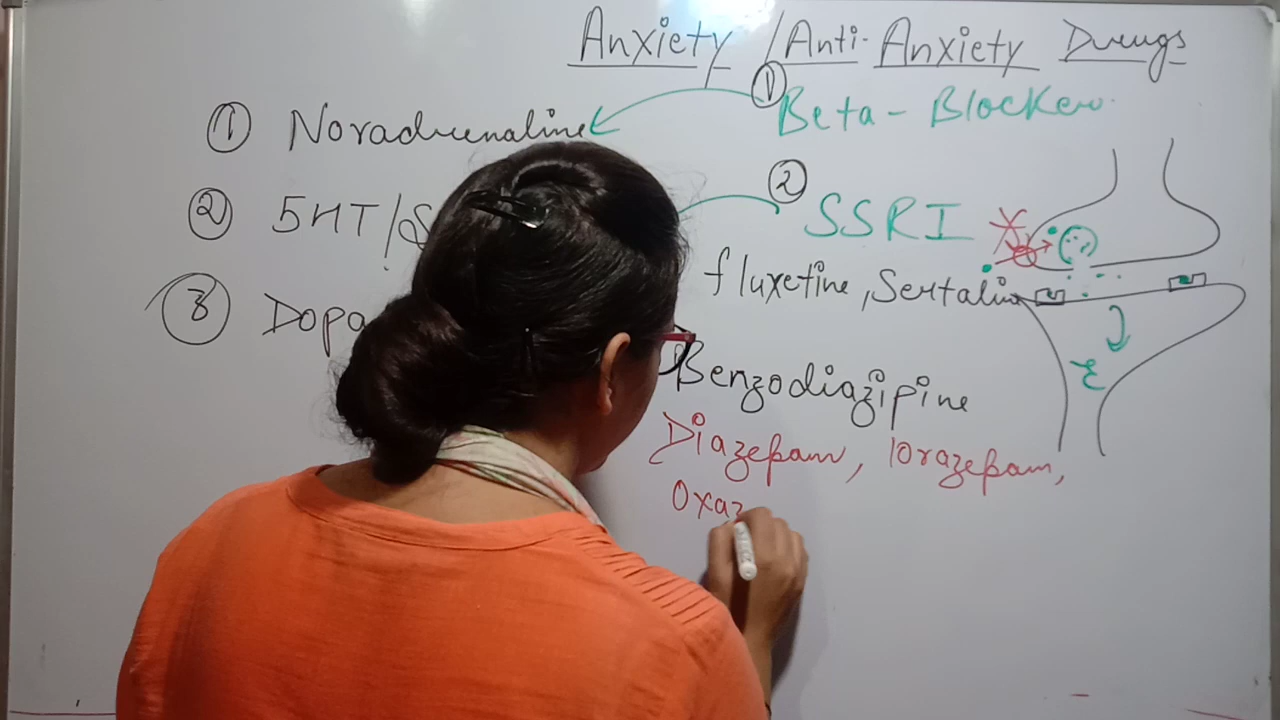 Anxiety / Anti-Anxiety Drugs
① Noradrenaline
① Beta-Blocker
② 5HT/S
② SSRI
fluxetine, Sertalin
③ Dopa
Benzodiazipine
Diazepam, lorazepam,
Oxaz